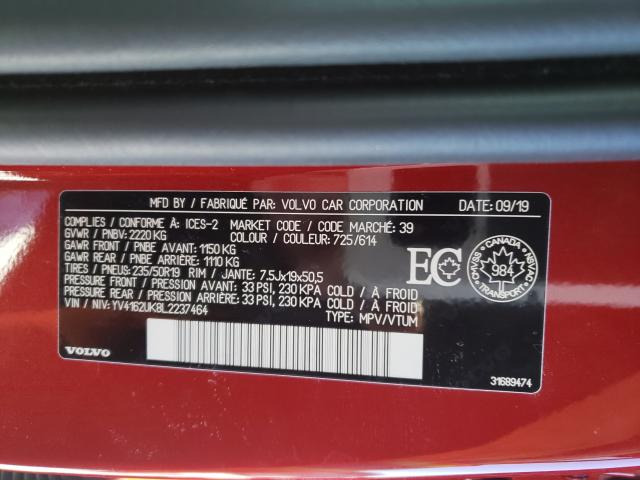 MFD BY / FABRIQUÉ PAR: VOLVO CAR CORPORATION DATE: 09/19
COMPLIES / CONFORME À: ICES-2 MARKET CODE / CODE MARCHÉ: 39
GVWR / PNBV: 2220 KG COLOUR / COULEUR: 725/614
GAWR FRONT / PNBE AVANT: 1150 KG
GAWR REAR / PNBE ARRIÈRE: 1110 KG
TIRES / PNEUS: 235/50R19 RIM / JANTE: 7.5Jx19x50,5
FRONT PRESSURE / PRESSION AVANT: 33 PSI, 230 KPA COLD / À FROID
REAR PRESSURE / PRESSION ARRIÈRE: 33 PSI, 230 KPA COLD / À FROID
VIN / NIV: YV4162UK8L2237464 TYPE: MPV/VTUM
EC
CANADA
984
TRANSPORT
SV·NSVAC
VOLVO
31689474